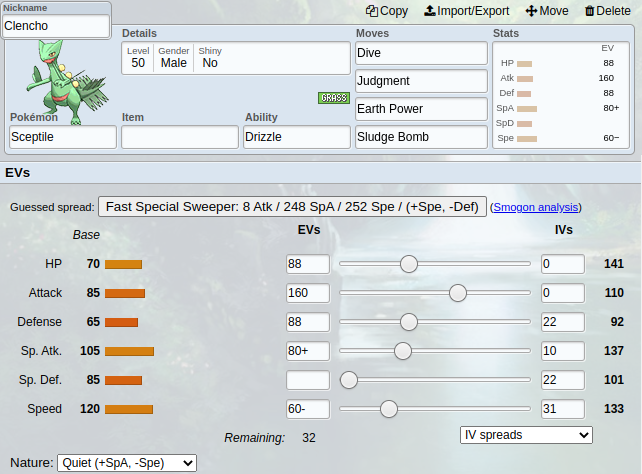 Nickname
Clencho
Copy Import/Export Move Delete
Details
Level Gender Shiny
50 Male No
GRASS
Pokémon Item Ability
Sceptile Drizzle
Moves
Dive
Judgment
Earth Power
Sludge Bomb
Stats
EV
HP 88
Atk 160
Def 88
SpA 80+
SpD
Spe 60−
EVs
Guessed spread: Fast Special Sweeper: 8 Atk / 248 SpA / 252 Spe / (+Spe, -Def) (Smogon analysis)
Base EVs IVs
HP 70 88 0 141
Attack 85 160 0 110
Defense 65 88 22 92
Sp. Atk. 105 80+ 10 137
Sp. Def. 85 22 101
Speed 120 60- 31 133
Remaining: 32 IV spreads
Nature: Quiet (+SpA, -Spe)